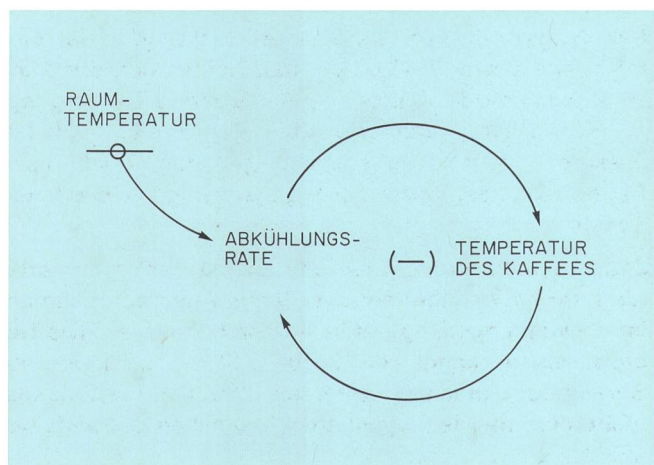 RAUM-
TEMPERATUR
ABKÜHLUNGS-
RATE
(—)
TEMPERATUR
DES KAFFEES